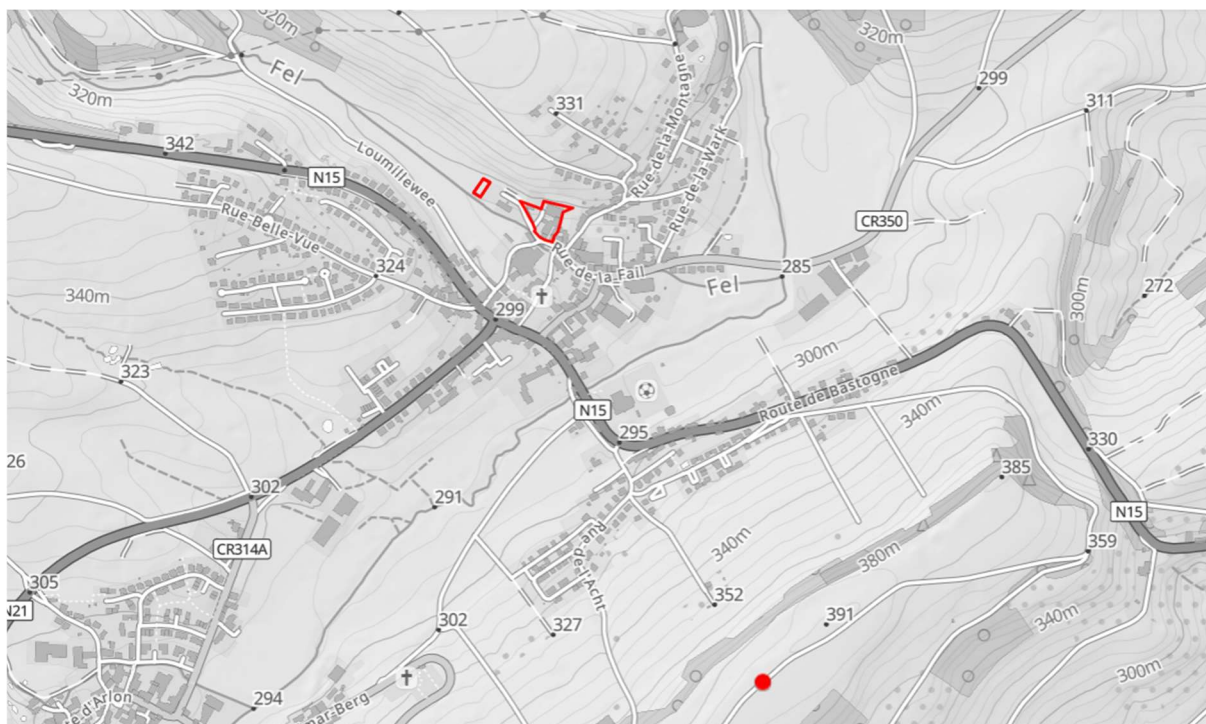 320m
Fel
320m
299
320m
331
311
342
Rue-de-la-Montagne
N15
Loumillewee
Rue-de-la-Wark
Rue-Belle-Vue
CR350
Rue-de-la-Fail
324
285
Fel
340m
300m
272
299
323
300m
N15
Route de Bastogne
340m
295
330
26
385
302
291
N15
Rue-de-l'Acht
340m
CR314A
380m
359
305
N21
352
302
391
327
340m
300m
294
mar-Berg
e d'Arlon